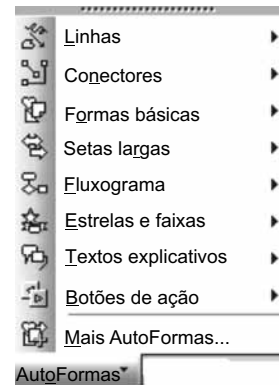 Linhas
Conectores
Formas básicas
Setas largas
Fluxograma
Estrelas e faixas
Textos explicativos
Botões de ação
Mais AutoFormas...
AutoFormas